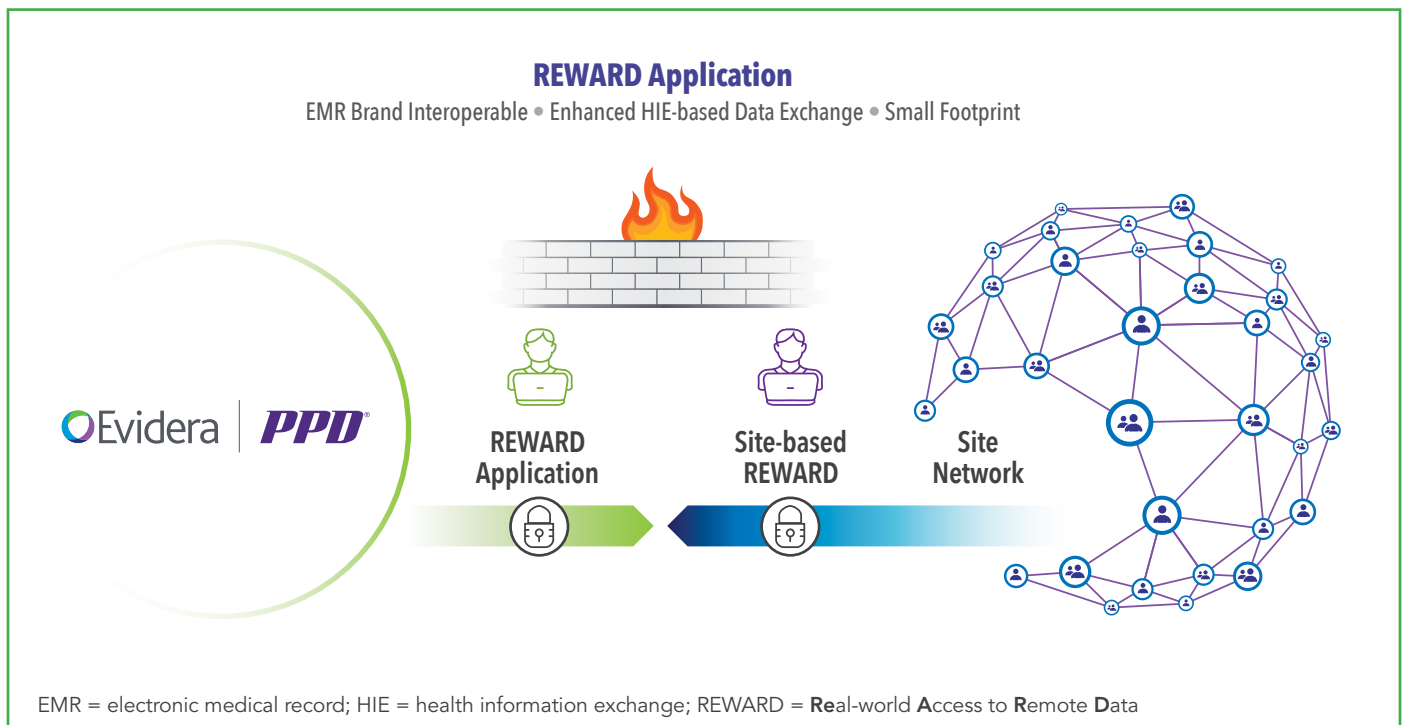 REWARD Application
EMR Brand Interoperable • Enhanced HIE-based Data Exchange • Small Footprint
Evidera | PPD®
REWARD
Application
Site-based
REWARD
Site
Network
EMR = electronic medical record; HIE = health information exchange; REWARD = Real-world Access to Remote Data